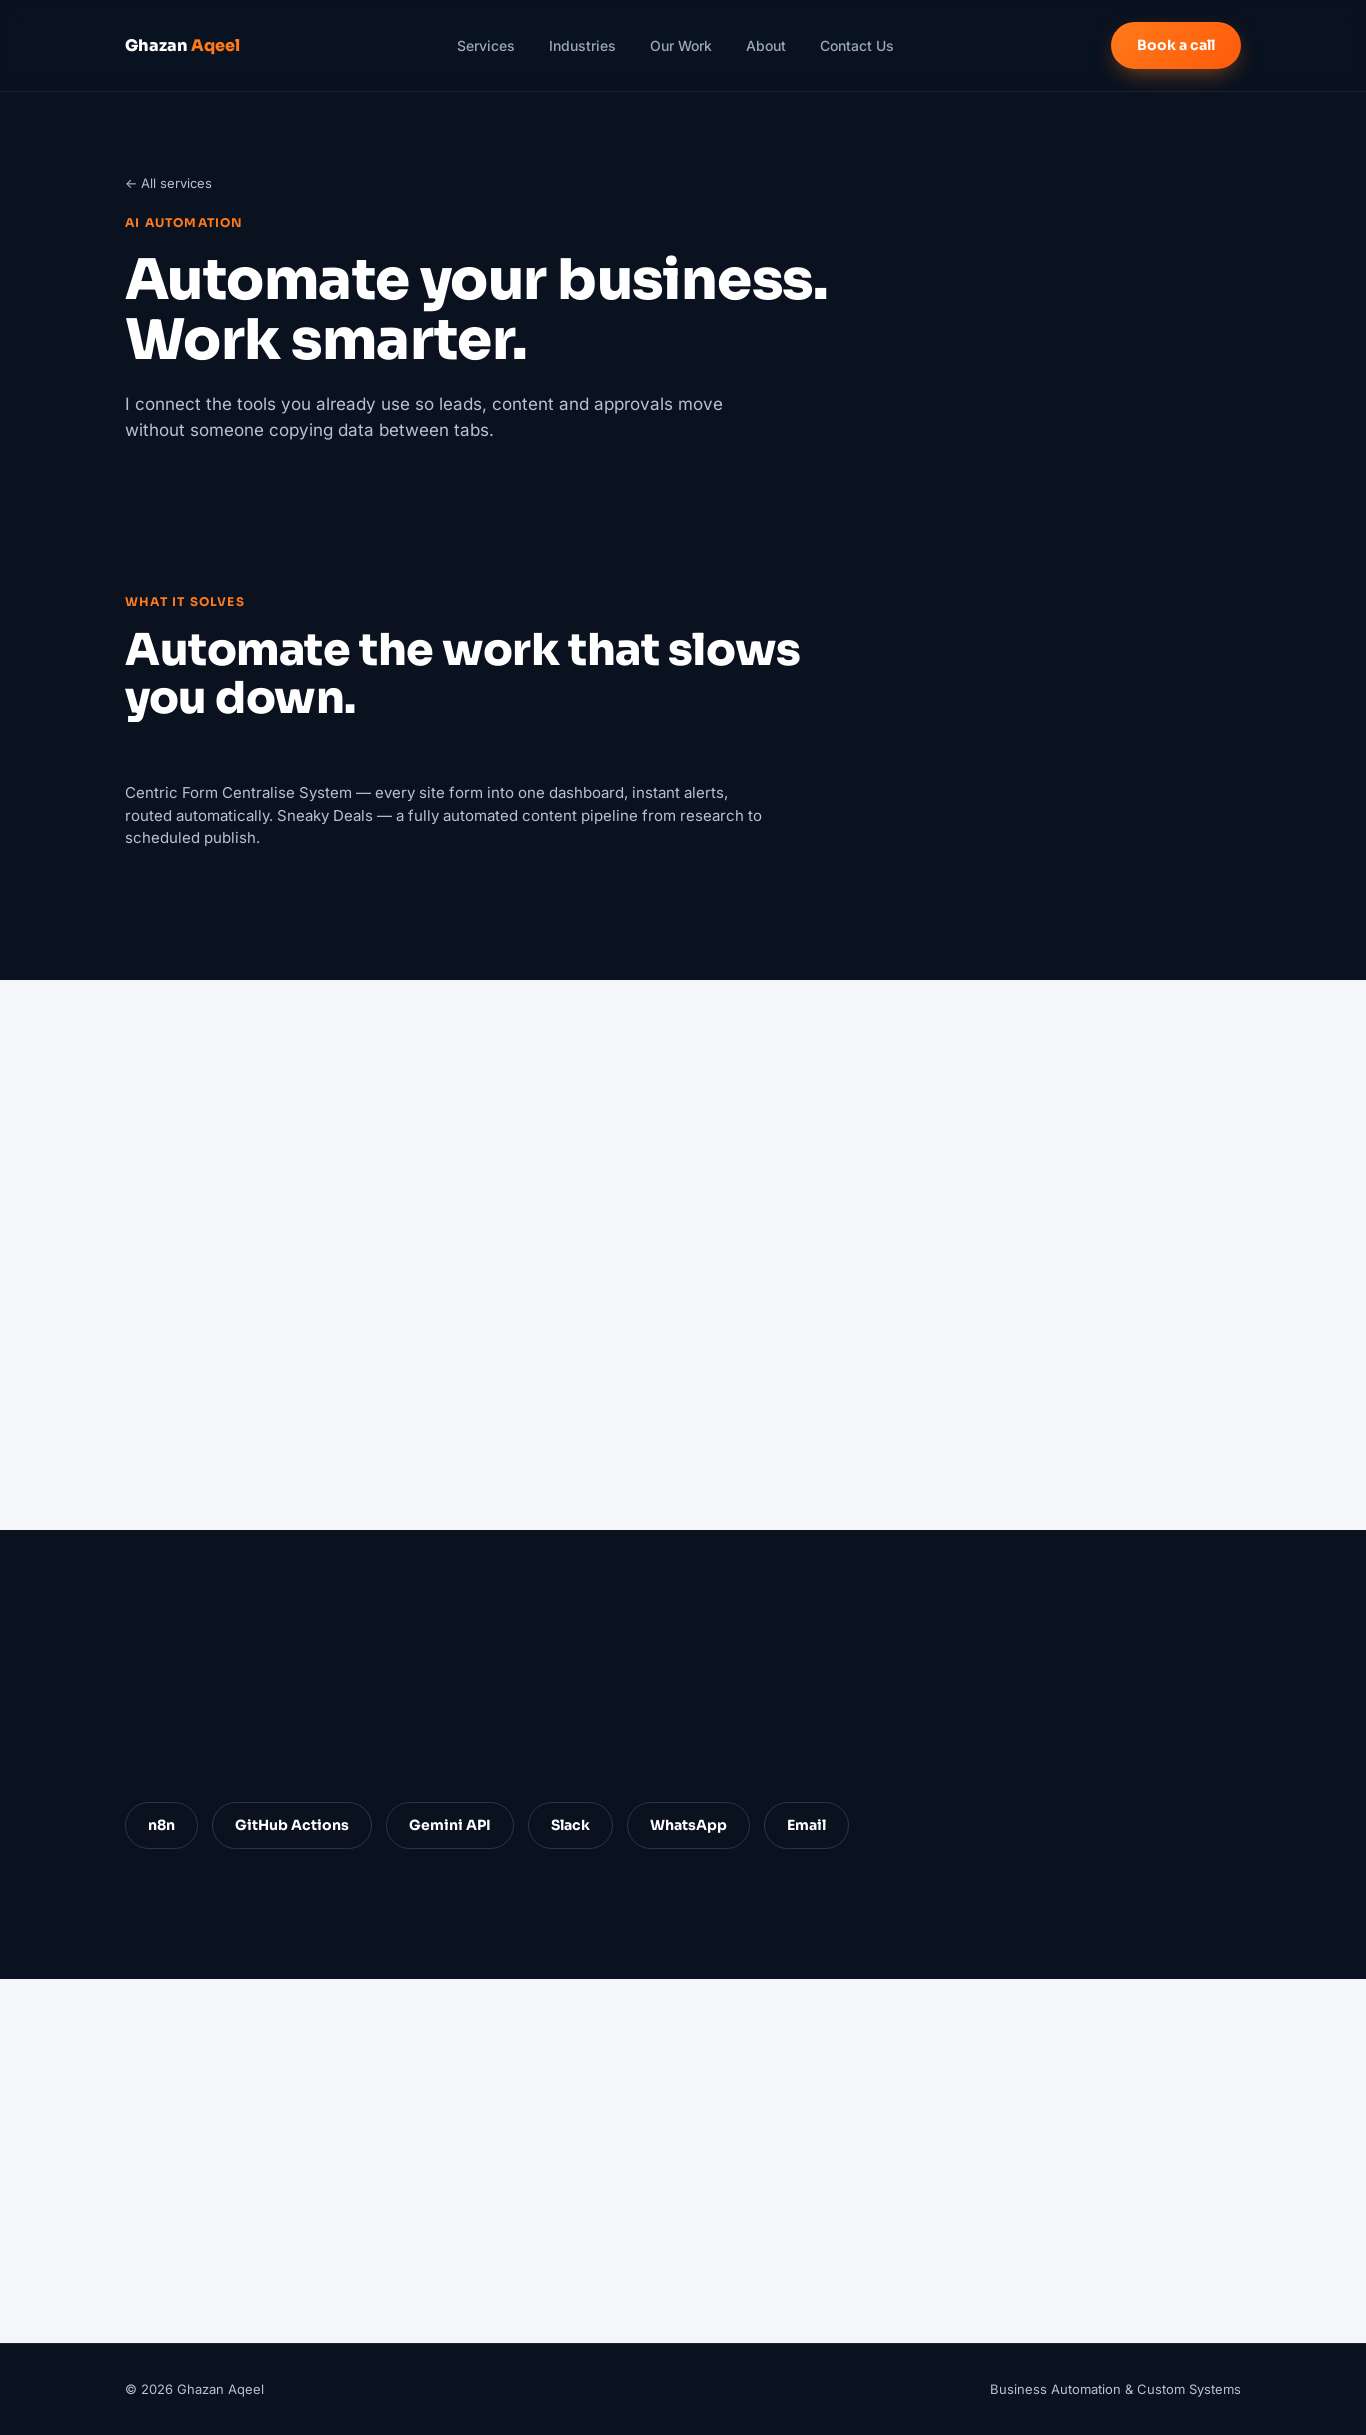 Ghazan Aqeel
Services
Industries
Our Work
About
Contact Us
Book a call
← All services
AI AUTOMATION
Automate your business.
Work smarter.
I connect the tools you already use so leads, content and approvals move
without someone copying data between tabs.
WHAT IT SOLVES
Automate the work that slows
you down.
Centric Form Centralise System — every site form into one dashboard, instant alerts,
routed automatically. Sneaky Deals — a fully automated content pipeline from research to
scheduled publish.
n8n
GitHub Actions
Gemini API
Slack
WhatsApp
Email
© 2026 Ghazan Aqeel
Business Automation & Custom Systems